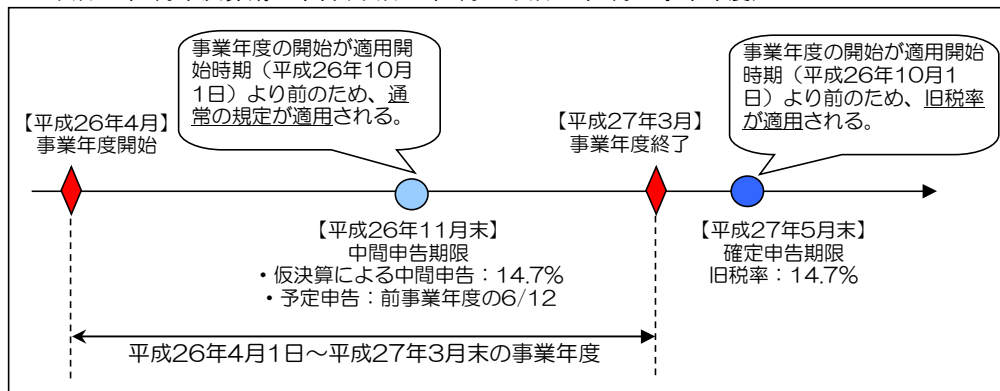 事業年度の開始が適用開
始時期（平成26年10月
1日）より前のため、通
常の規定が適用される。
事業年度の開始が適用開
始時期（平成26年10月1
日）より前のため、旧税率
が適用される。
【平成26年4月】
事業年度開始
【平成27年3月】
事業年度終了
【平成26年11月末】
中間申告期限
・仮決算による中間申告：14.7%
・予定申告：前事業年度の6/12
【平成27年5月末】
確定申告期限
旧税率：14.7%
平成26年4月1日～平成27年3月末の事業年度